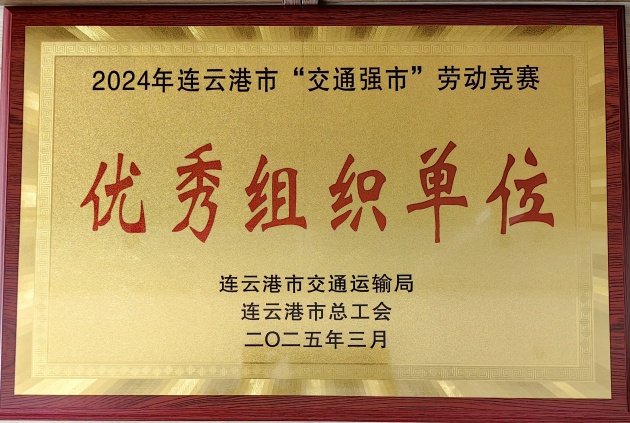 2024年连云港市“交通强市”劳动竞赛
优秀组织单位
连云港市交通运输局
连云港市总工会
二〇二五年三月